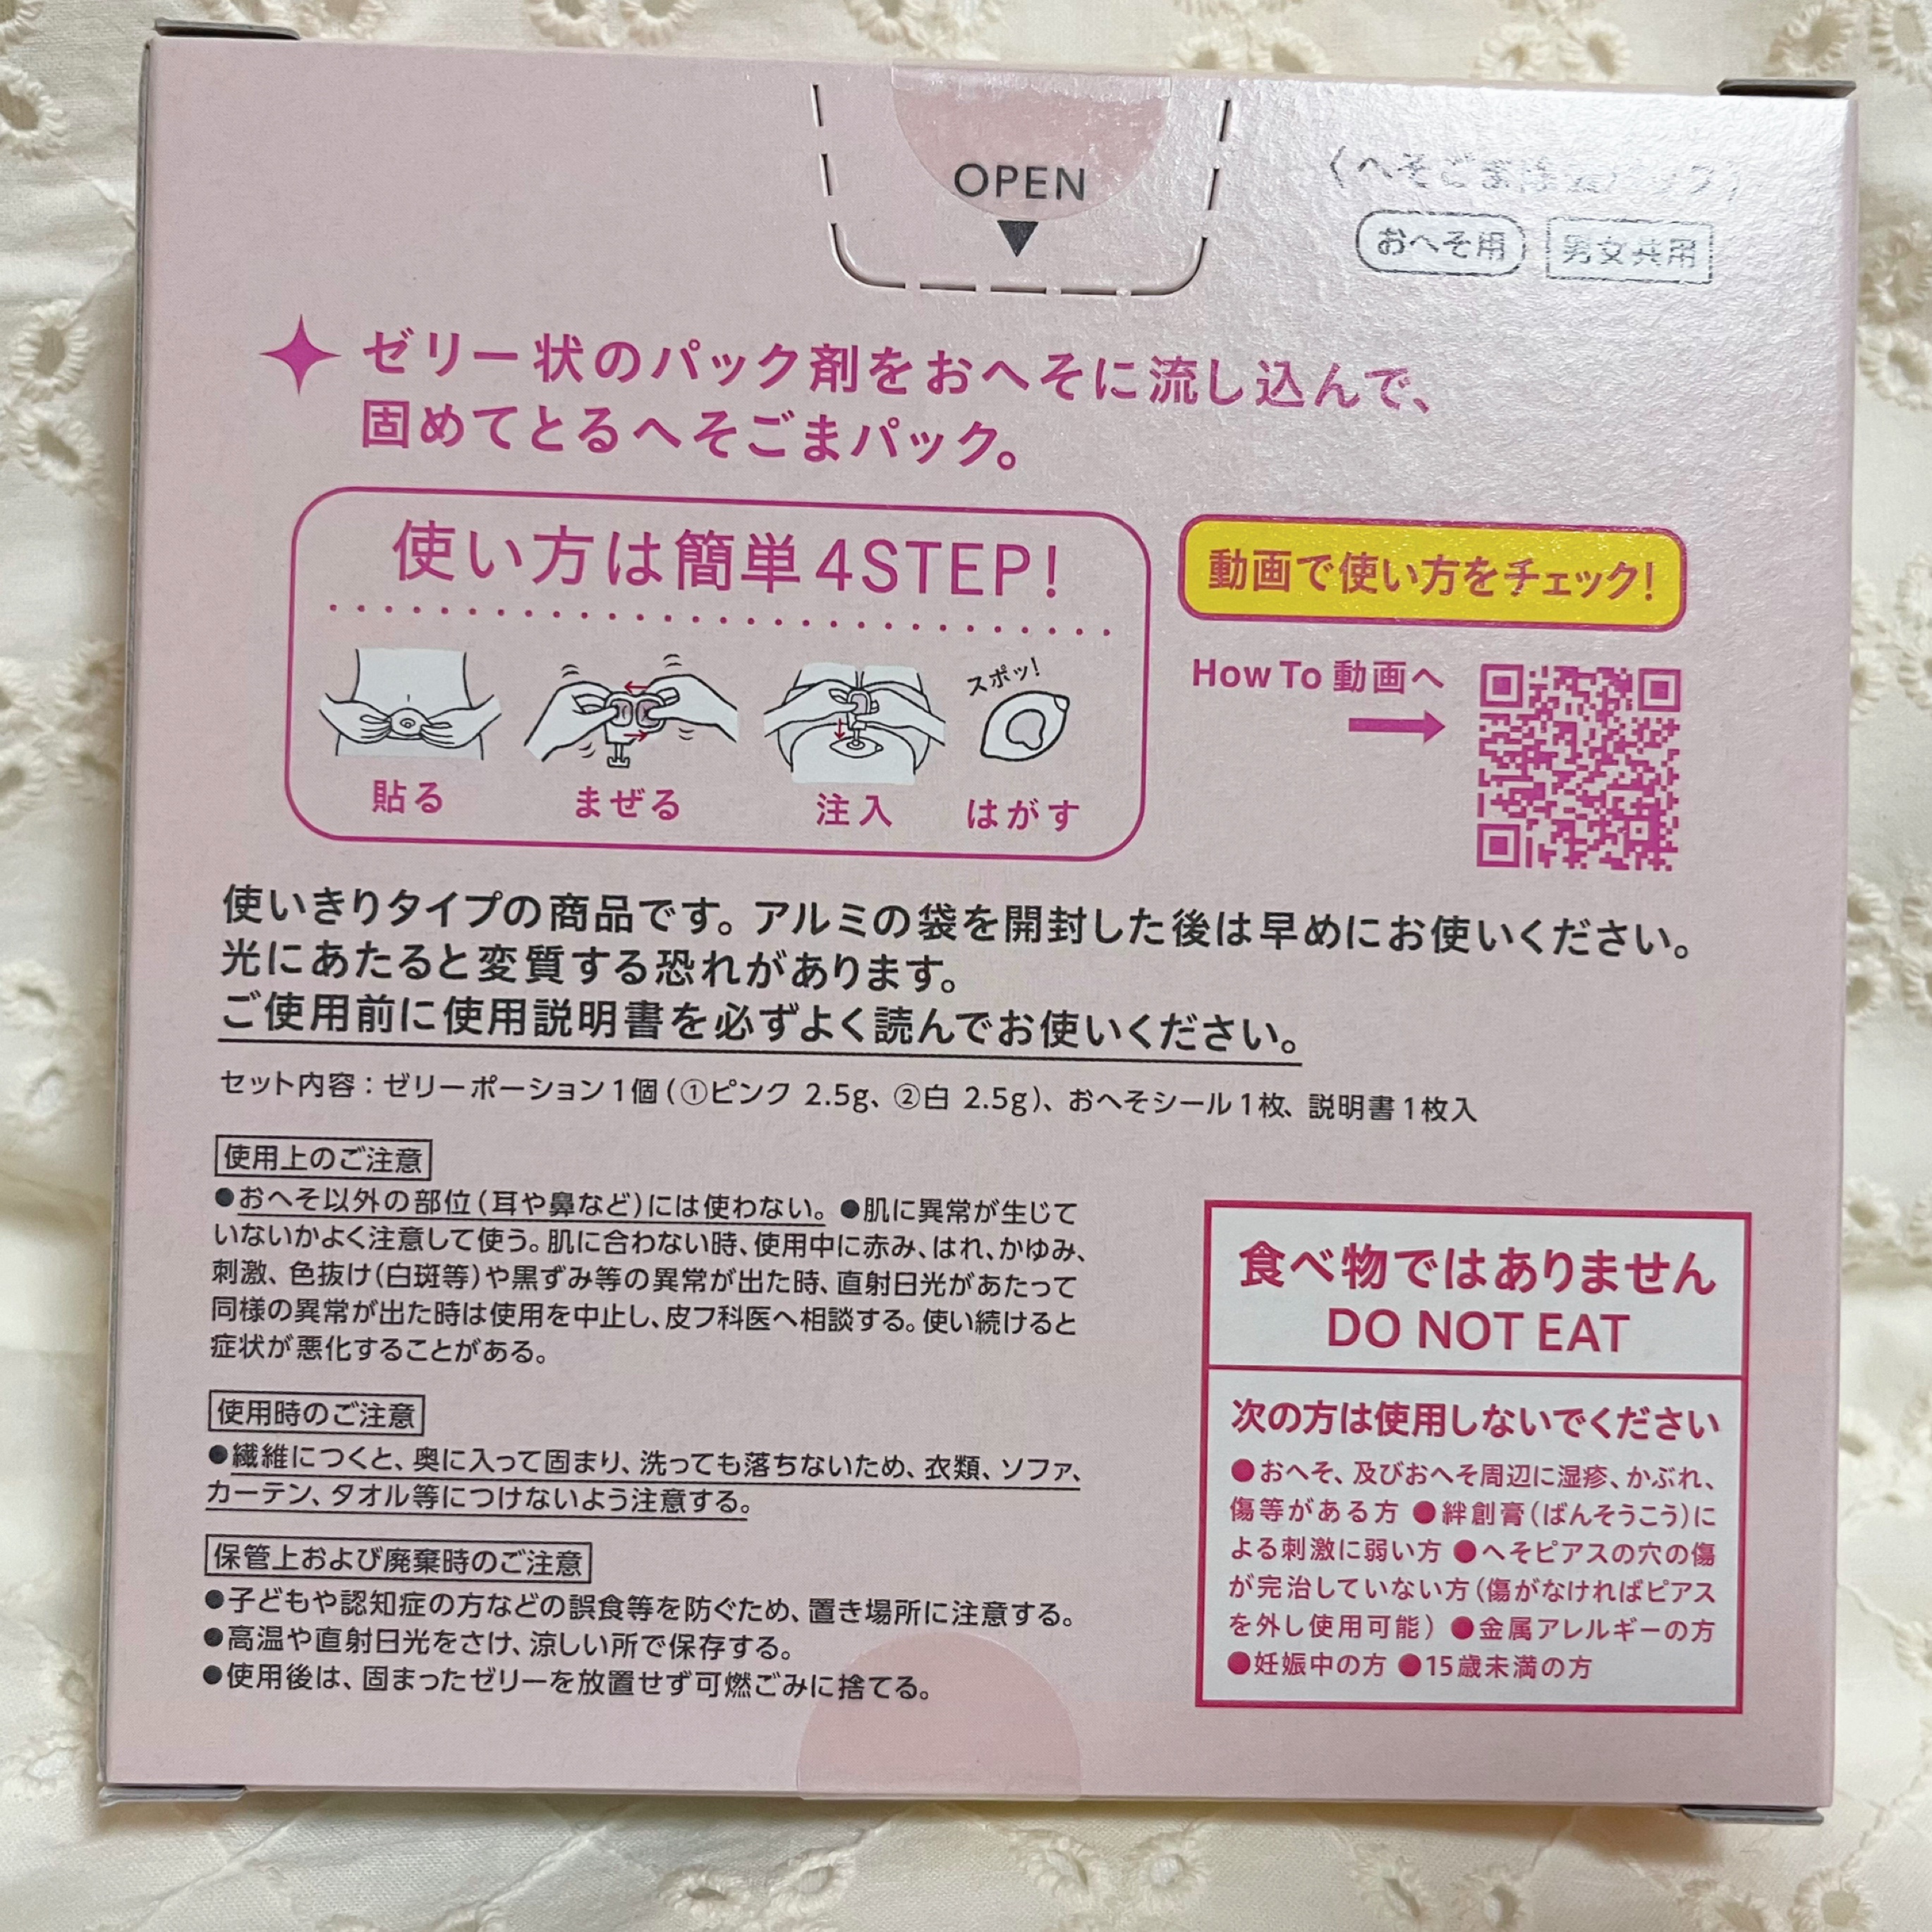 OPEN
おへそ用
男女共用
ゼリー状のパック剤をおへそに流し込んで、
固めてとるへそごまパック。
使い方は簡単4STEP!
動画で使い方をチェック!
How To 動画へ
スポッ!
貼る
まぜる
注入
はがす
使いきりタイプの商品です。アルミの袋を開封した後は早めにお使いください。
光にあたると変質する恐れがあります。
ご使用前に使用説明書を必ずよく読んでお使いください。
セット内容：ゼリーポーション1個(①ピンク 2.5g、②白 2.5g)、おへそシール1枚、説明書1枚入
使用上のご注意
●おへそ以外の部位(耳や鼻など)には使わない。●肌に異常が生じて
いないかよく注意して使う。肌に合わない時、使用中に赤み、はれ、かゆみ、
刺激、色抜け(白斑等)や黒ずみ等の異常が出た時、直射日光があたって
同様の異常が出た時は使用を中止し、皮フ科医へ相談する。使い続けると
症状が悪化することがある。
使用時のご注意
●繊維につくと、奥に入って固まり、洗っても落ちないため、衣類、ソファ、
カーテン、タオル等につけないよう注意する。
保管上および廃棄時のご注意
●子どもや認知症の方などの誤食等を防ぐため、置き場所に注意する。
●高温や直射日光をさけ、涼しい所で保存する。
●使用後は、固まったゼリーを放置せず可燃ごみに捨てる。
食べ物ではありません
DO NOT EAT
次の方は使用しないでください
●おへそ、及びおへそ周辺に湿疹、かぶれ、
傷等がある方 ●絆創膏(ばんそうこう)に
よる刺激に弱い方 ●へそピアスの穴の傷
が完治していない方(傷がなければピアス
を外し使用可能) ●金属アレルギーの方
●妊娠中の方 ●15歳未満の方